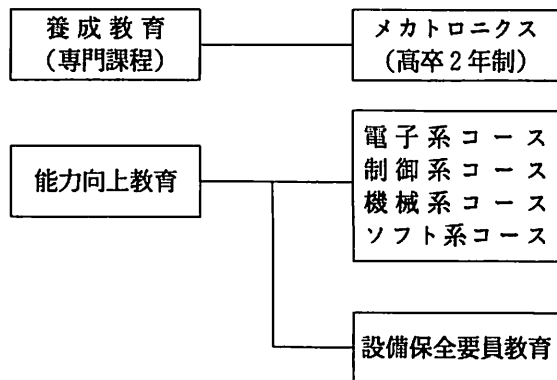 養成教育
(専門課程)
メカトロニクス
(高卒2年制)
能力向上教育
電子系コース
制御系コース
機械系コース
ソフト系コース
設備保全要員教育